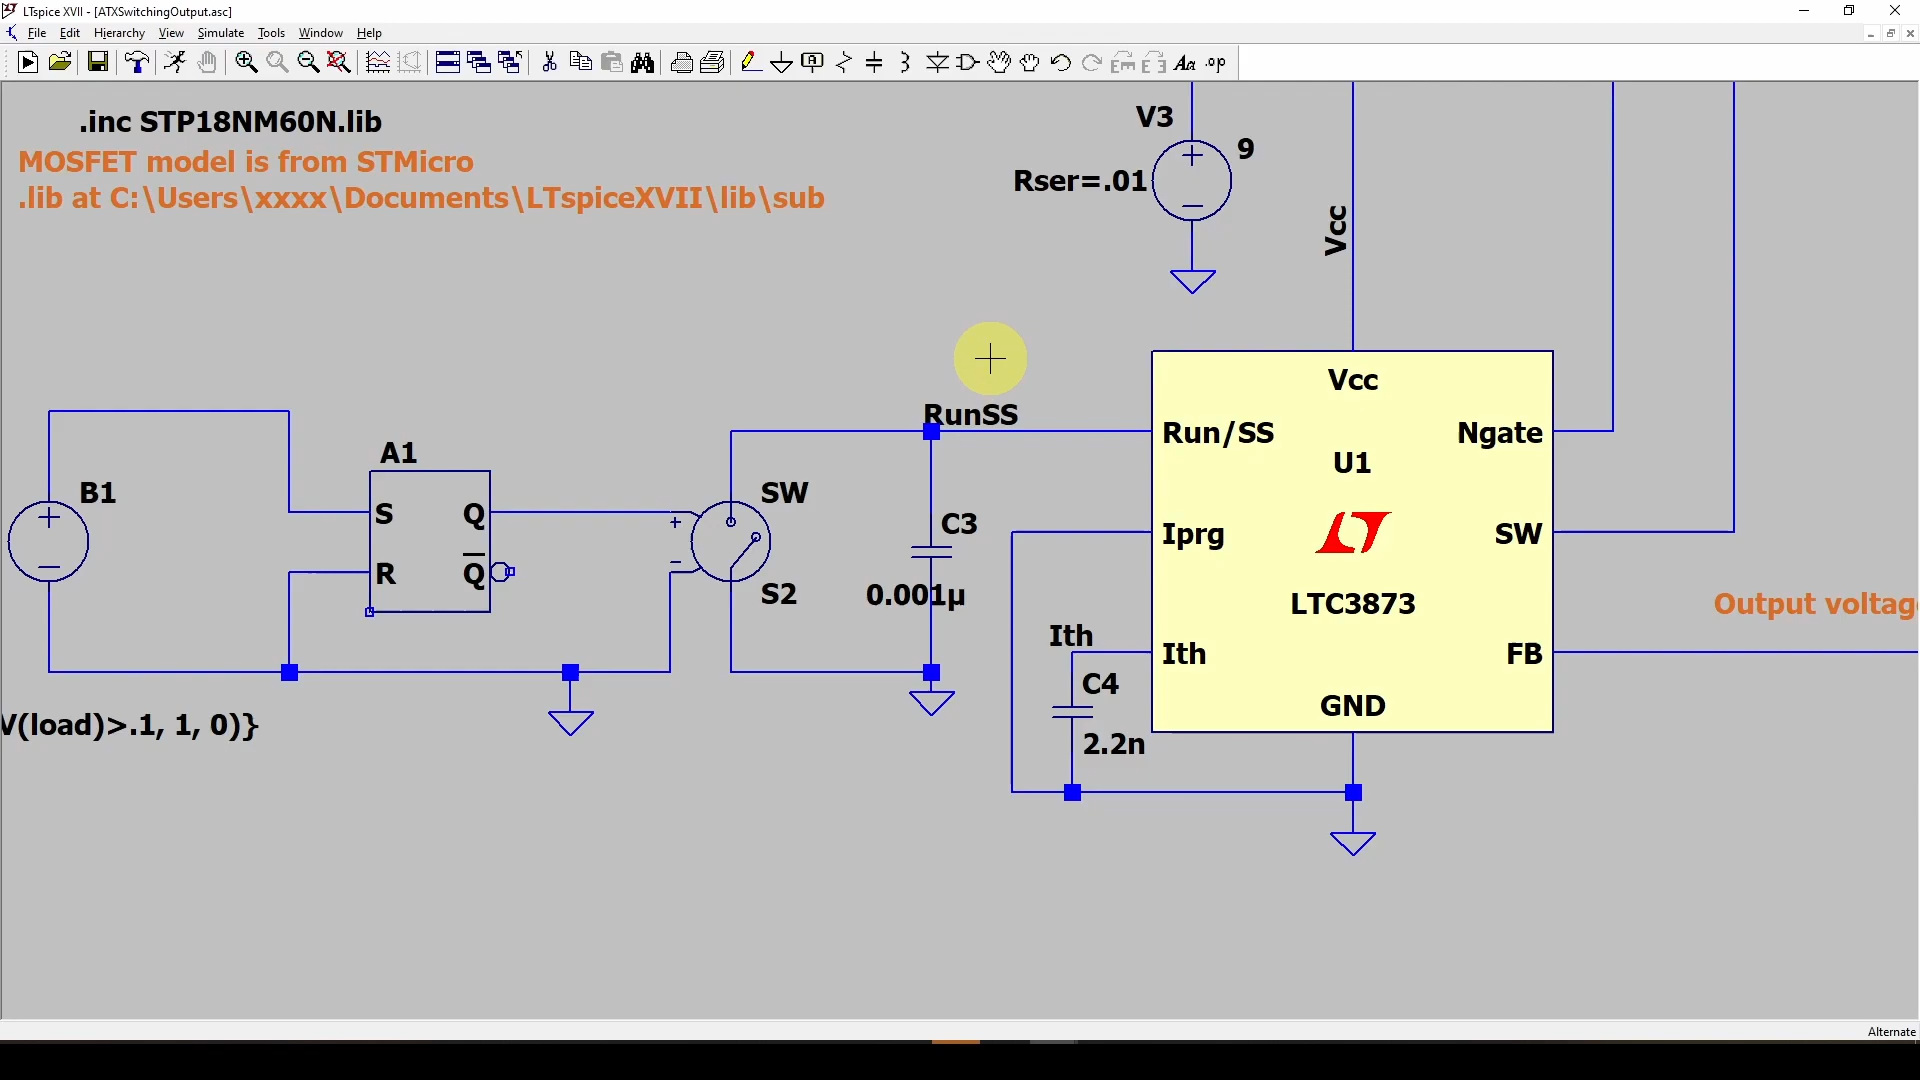 LTspice XVII - [ATXSwitchingOutput.asc]
File Edit Hierarchy View Simulate Tools Window Help
.inc STP18NM60N.lib
MOSFET model is from STMicro
.lib at C:\Users\xxxx\Documents\LTspiceXVII\lib\sub
V3
9
Rser=.01
Vcc
RunSS
Vcc
Run/SS
Ngate
U1
A1
B1
S
Q
SW
C3
Iprg
SW
R
Q
S2
0.001µ
LTC3873
Output voltag
Ith
Ith
FB
C4
GND
V(load)>.1, 1, 0)}
2.2n
Alternate